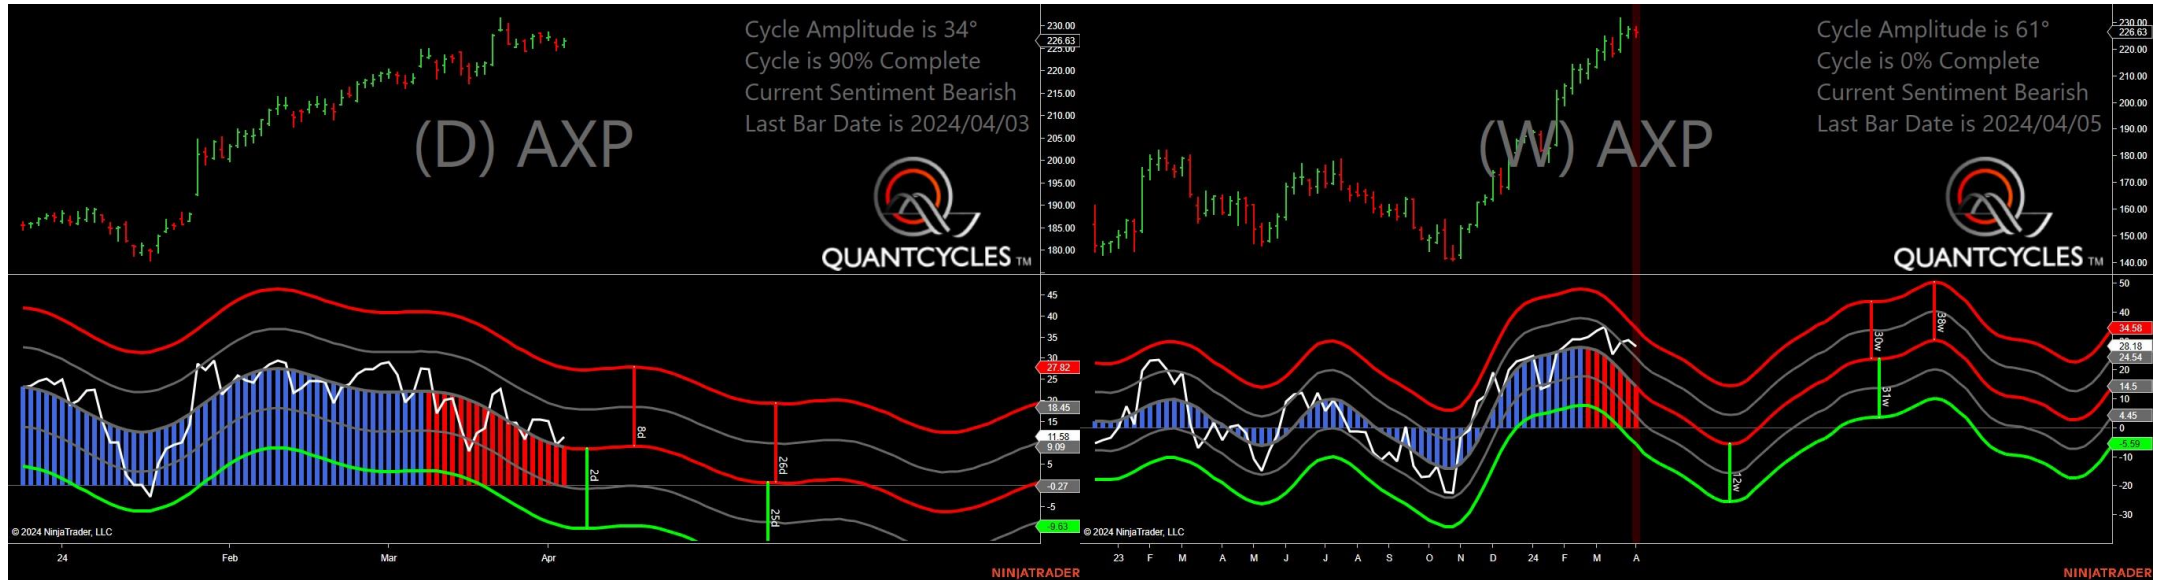 Cycle Amplitude is 34°
Cycle is 90% Complete
Current Sentiment Bearish
Last Bar Date is 2024/04/03
(D) AXP
QUANTCYCLES TM
230.00
226.63
225.00
220.00
215.00
210.00
205.00
200.00
195.00
190.00
185.00
180.00
45
40
35
30
27.82
25
20
18.45
11.58
9.09
5
-0.27
-5
-9.63
8d
2d
26d
25d
© 2024 NinjaTrader, LLC
24
Feb
Mar
Apr
NINJATRADER
Cycle Amplitude is 61°
Cycle is 0% Complete
Current Sentiment Bearish
Last Bar Date is 2024/04/05
(W) AXP
QUANTCYCLES TM
230.00
226.63
220.00
210.00
200.00
190.00
180.00
170.00
160.00
150.00
140.00
50
40
34.58
28.18
24.54
20
14.5
10
4.45
0
-5.59
-10
-20
-30
12w
30w
31w
38w
© 2024 NinjaTrader, LLC
23
F
M
A
M
J
J
A
S
O
N
D
24
F
M
A
NINJATRADER